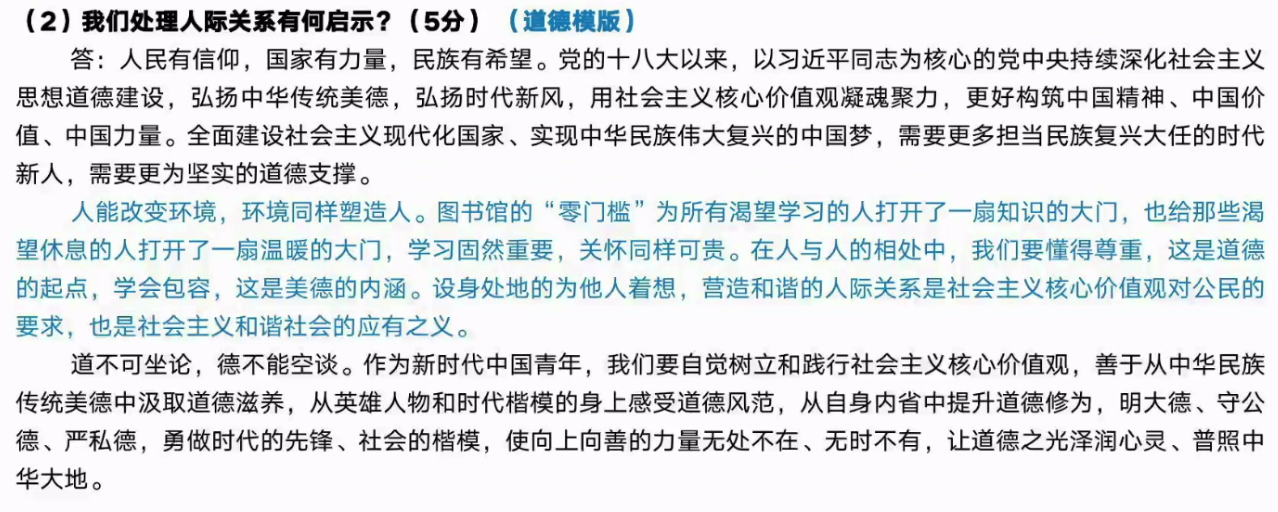 （2）我们处理人际关系有何启示？（5分）（道德模版）
答：人民有信仰，国家有力量，民族有希望。党的十八大以来，以习近平同志为核心的党中央持续深化社会主义
思想道德建设，弘扬中华传统美德，弘扬时代新风，用社会主义核心价值观凝魂聚力，更好构筑中国精神、中国价
值、中国力量。全面建设社会主义现代化国家、实现中华民族伟大复兴的中国梦，需要更多担当民族复兴大任的时代
新人，需要更为坚实的道德支撑。
人能改变环境，环境同样塑造人。图书馆的“零门槛”为所有渴望学习的人打开了一扇知识的大门，也给那些渴
望休息的人打开了一扇温暖的大门，学习固然重要，关怀同样可贵。在人与人的相处中，我们要懂得尊重，这是道德
的起点，学会包容，这是美德的内涵。设身处地的为他人着想，营造和谐的人际关系是社会主义核心价值观对公民的
要求，也是社会主义和谐社会的应有之义。
道不可坐论，德不能空谈。作为新时代中国青年，我们要自觉树立和践行社会主义核心价值观，善于从中华民族
传统美德中汲取道德滋养，从英雄人物和时代楷模的身上感受道德风范，从自身内省中提升道德修为，明大德、守公
德、严私德，勇做时代的先锋、社会的楷模，使向上向善的力量无处不在、无时不有，让道德之光泽润心灵、普照中
华大地。